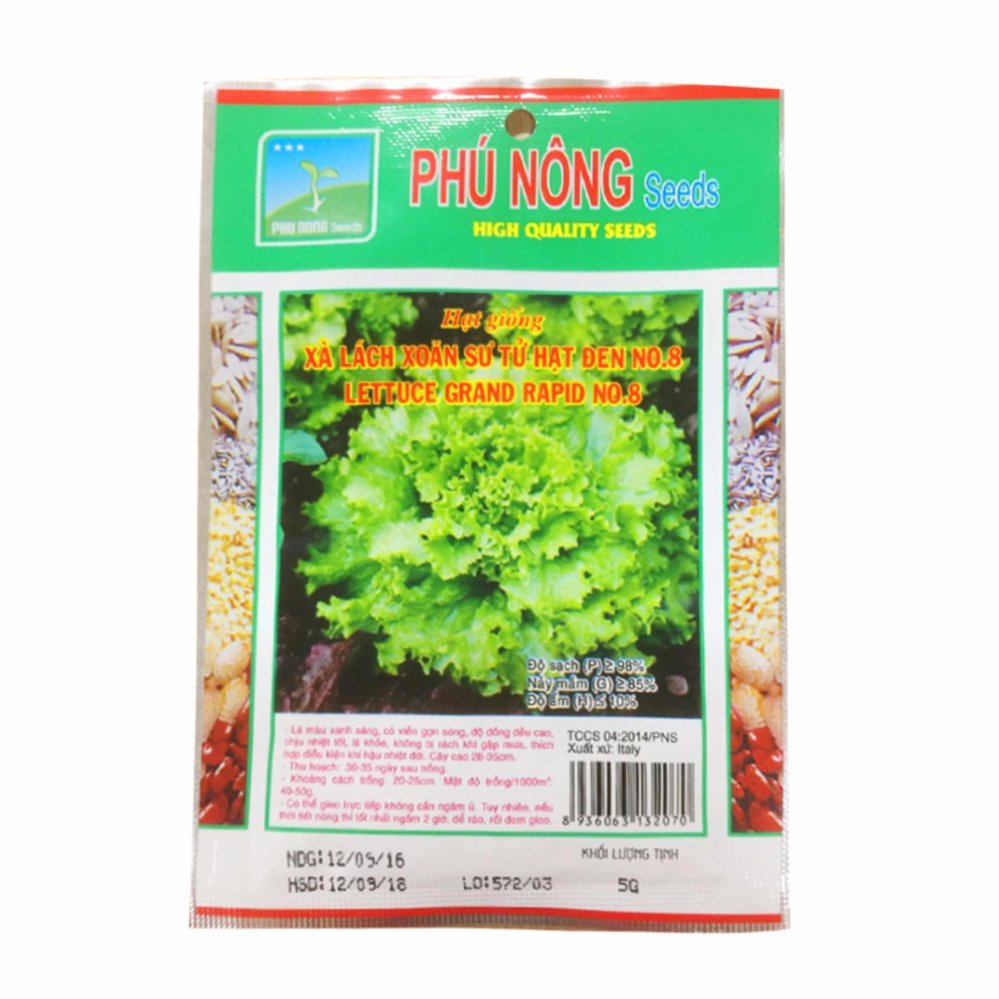 PHÚ NÔNG Seeds
HIGH QUALITY SEEDS
PHU NONG Seeds
Hạt giống
XÀ LÁCH XOĂN SƯ TỬ HẠT ĐEN NO.8
LETTUCE GRAND RAPID NO.8
Độ sạch (P) ≥ 98%
Nảy mầm (G) ≥ 85%
Độ ẩm (H) ≤ 10%
- Lá màu xanh sáng, có viền gợn sóng, độ đồng đều cao,
chịu nhiệt tốt, lá khỏe, không bị rách khi gặp mưa, thích
hợp điều kiện khí hậu nhiệt đới. Cây cao 28-35cm.
- Thu hoạch: 30-35 ngày sau trồng.
- Khoảng cách trồng: 20-25cm. Mật độ trồng/1000m²:
40-50g.
- Có thể gieo trực tiếp không cần ngâm ủ. Tuy nhiên, nếu
thời tiết nóng thì tốt nhất ngâm 2 giờ, để ráo, rồi đem gieo.
TCCS 04:2014/PNS
Xuất xứ: Italy
8 936063 132070
NDG: 12/09/16
HSD: 12/09/18
LO: 572/03
KHỐI LƯỢNG TỊNH
5G